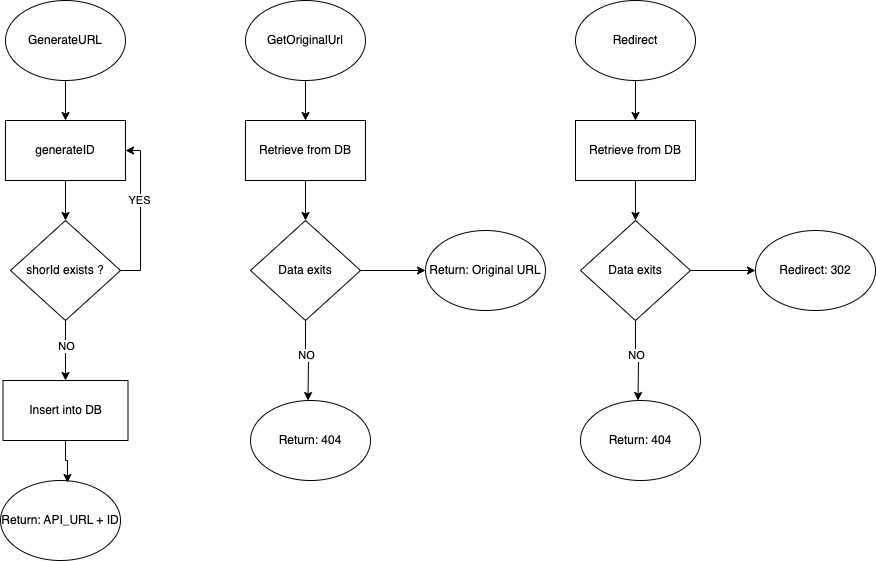 GenerateURL
generateID
YES
shorId exists ?
NO
Insert into DB
Return: API_URL + ID
GetOriginalUrl
Retrieve from DB
Data exits
Return: Original URL
NO
Return: 404
Redirect
Retrieve from DB
Data exits
Redirect: 302
NO
Return: 404